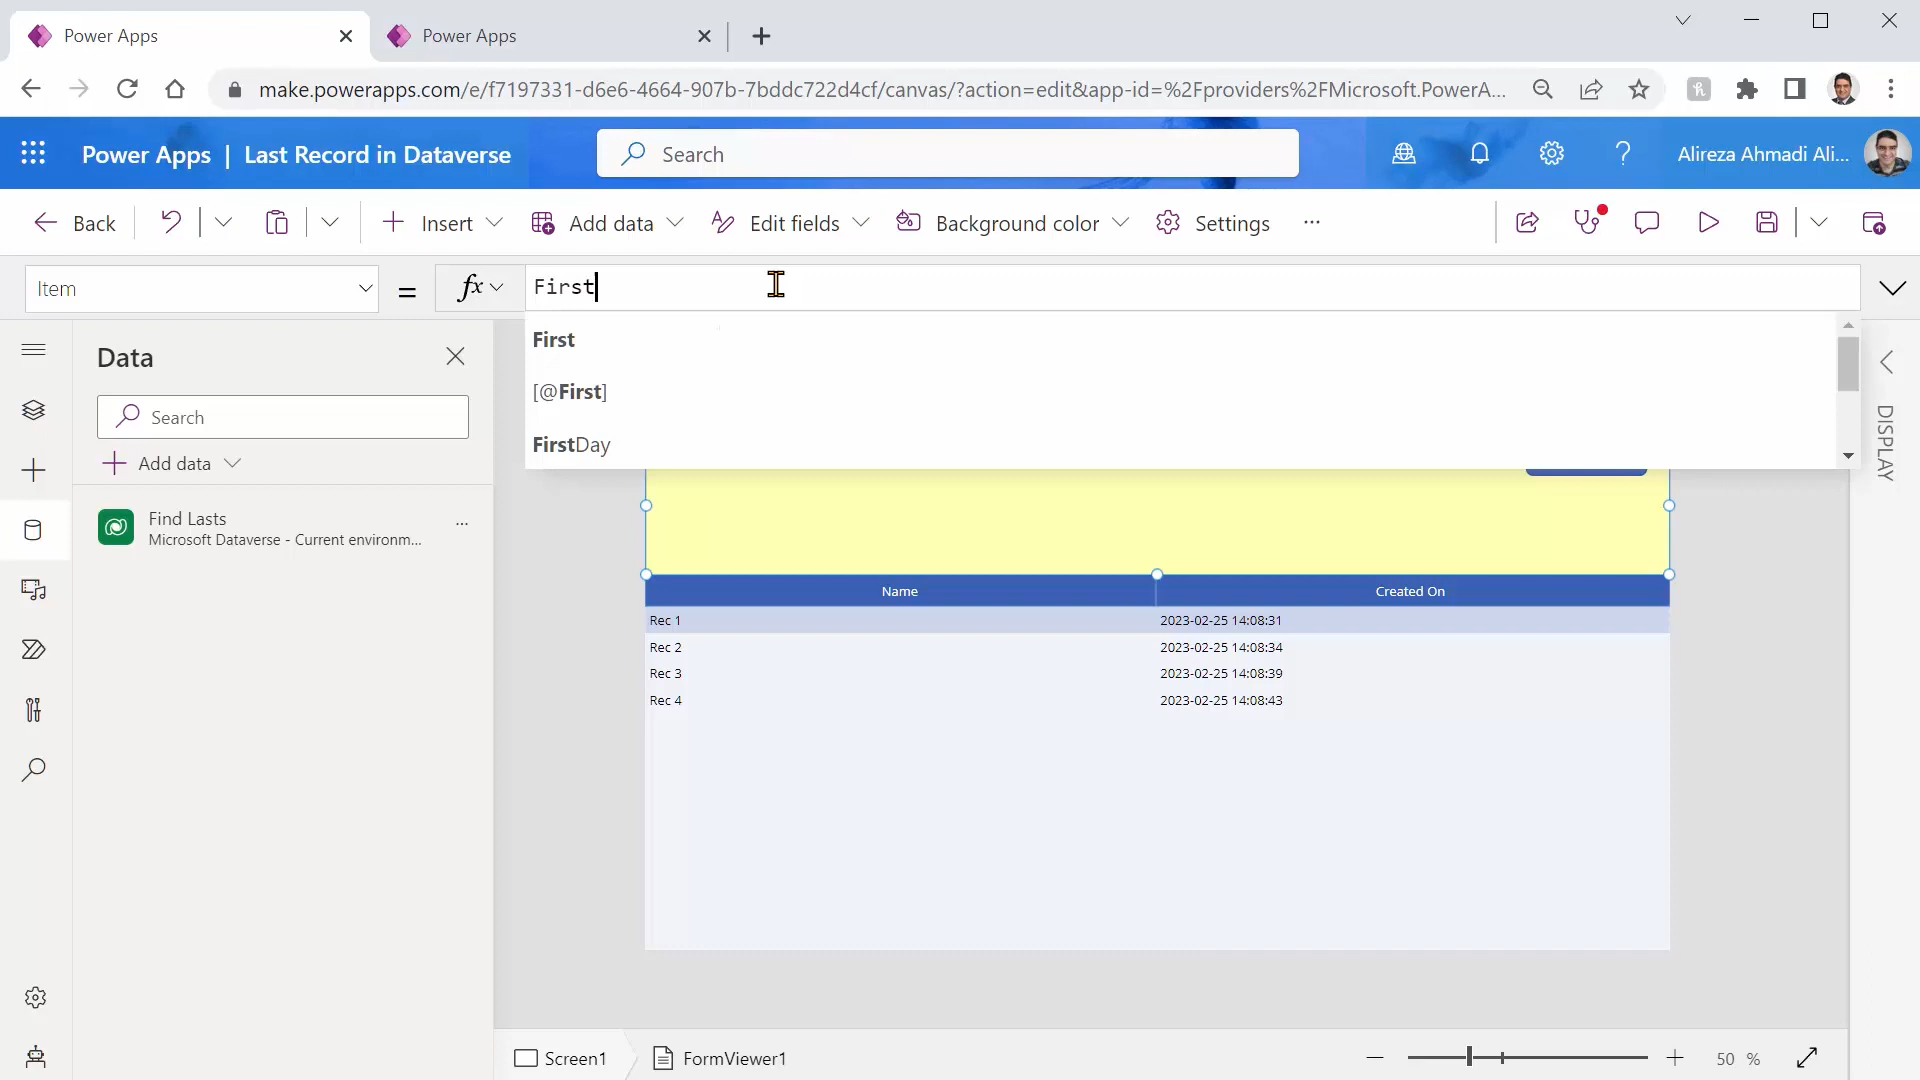 Power Apps
Power Apps
make.powerapps.com/e/f7197331-d6e6-4664-907b-7bddc722d4cf/canvas/?action=edit&app-id=%2Fproviders%2FMicrosoft.PowerA...
Power Apps | Last Record in Dataverse
Search
Alireza Ahmadi Ali...
Back
Insert
Add data
Edit fields
Background color
Settings
...
Item
=
fx
First
First
[@First]
FirstDay
Data
Search
Add data
Find Lasts
Microsoft Dataverse - Current environm...
...
DISPLAY
Name Created On
Rec 1 2023-02-25 14:08:31
Rec 2 2023-02-25 14:08:34
Rec 3 2023-02-25 14:08:39
Rec 4 2023-02-25 14:08:43
Screen1
FormViewer1
50 %